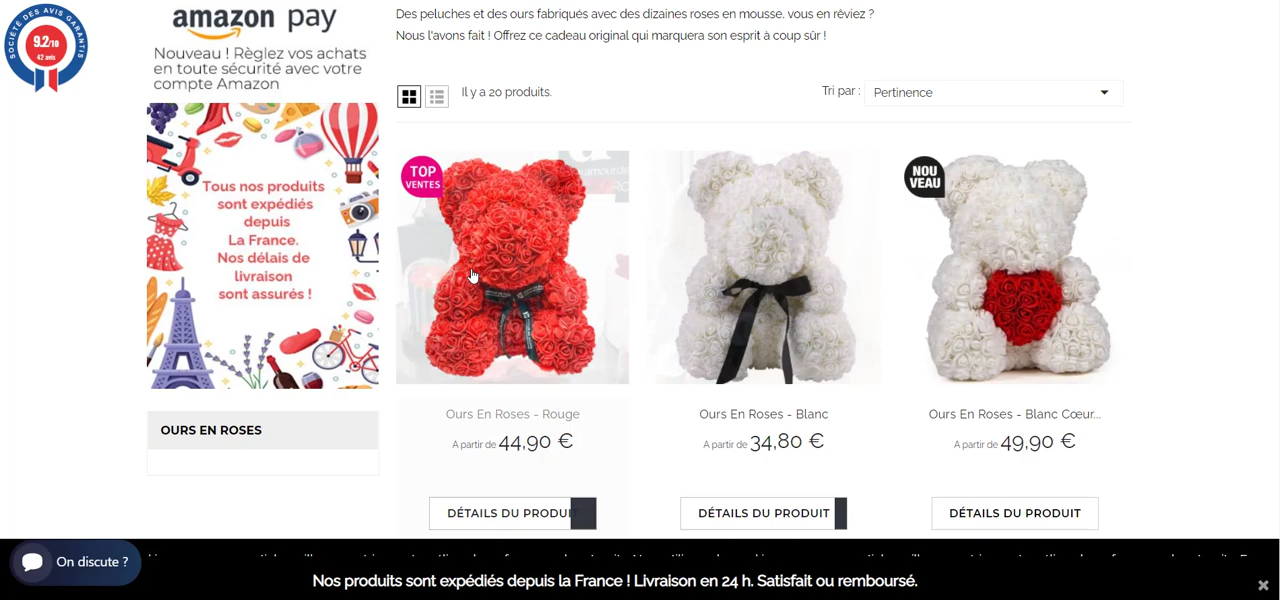 SOCIÉTÉ DES AVIS GARANTIS
9.2/10
42 avis
amazon pay
Nouveau ! Règlez vos achats
en toute sécurité avec votre
compte Amazon
Tous nos produits
sont expédiés
depuis
La France.
Nos délais de
livraison
sont assurés !
OURS EN ROSES
Des peluches et des ours fabriqués avec des dizaines roses en mousse, vous en rêviez ?
Nous l'avons fait ! Offrez ce cadeau original qui marquera son esprit à coup sûr !
Il y a 20 produits.
Tri par :
Pertinence
TOP
VENTES
NOU
VEAU
Ours En Roses - Rouge
A partir de 44,90 €
DÉTAILS DU PRODUI
Ours En Roses - Blanc
A partir de 34,80 €
DÉTAILS DU PRODUIT
Ours En Roses - Blanc Cœur...
A partir de 49,90 €
DÉTAILS DU PRODUIT
On discute ?
Nos produits sont expédiés depuis la France ! Livraison en 24 h. Satisfait ou remboursé.
×